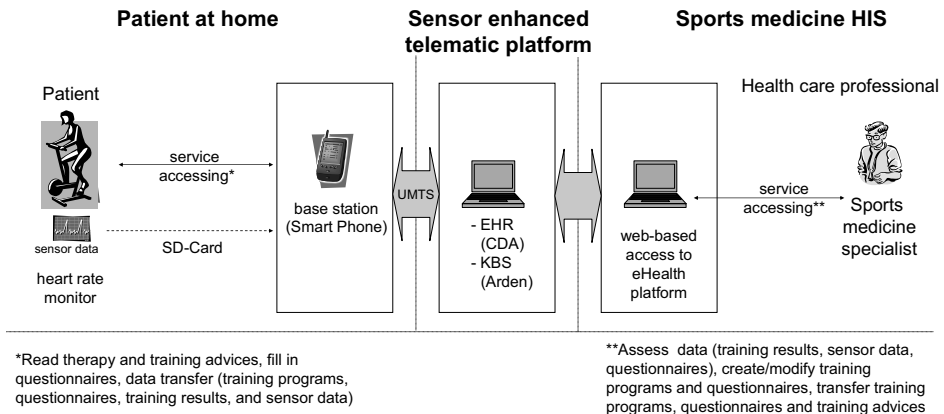 Patient at home
Sensor enhanced
telematic platform
Sports medicine HIS
Patient
service
accessing*
sensor data
SD-Card
heart rate
monitor
base station
(Smart Phone)
UMTS
- EHR
(CDA)
- KBS
(Arden)
web-based
access to
eHealth
platform
Health care professional
service
accessing**
Sports
medicine
specialist
*Read therapy and training advices, fill in
questionnaires, data transfer (training programs,
questionnaires, training results, and sensor data)
**Assess data (training results, sensor data,
questionnaires), create/modify training
programs and questionnaires, transfer training
programs, questionnaires and training advices